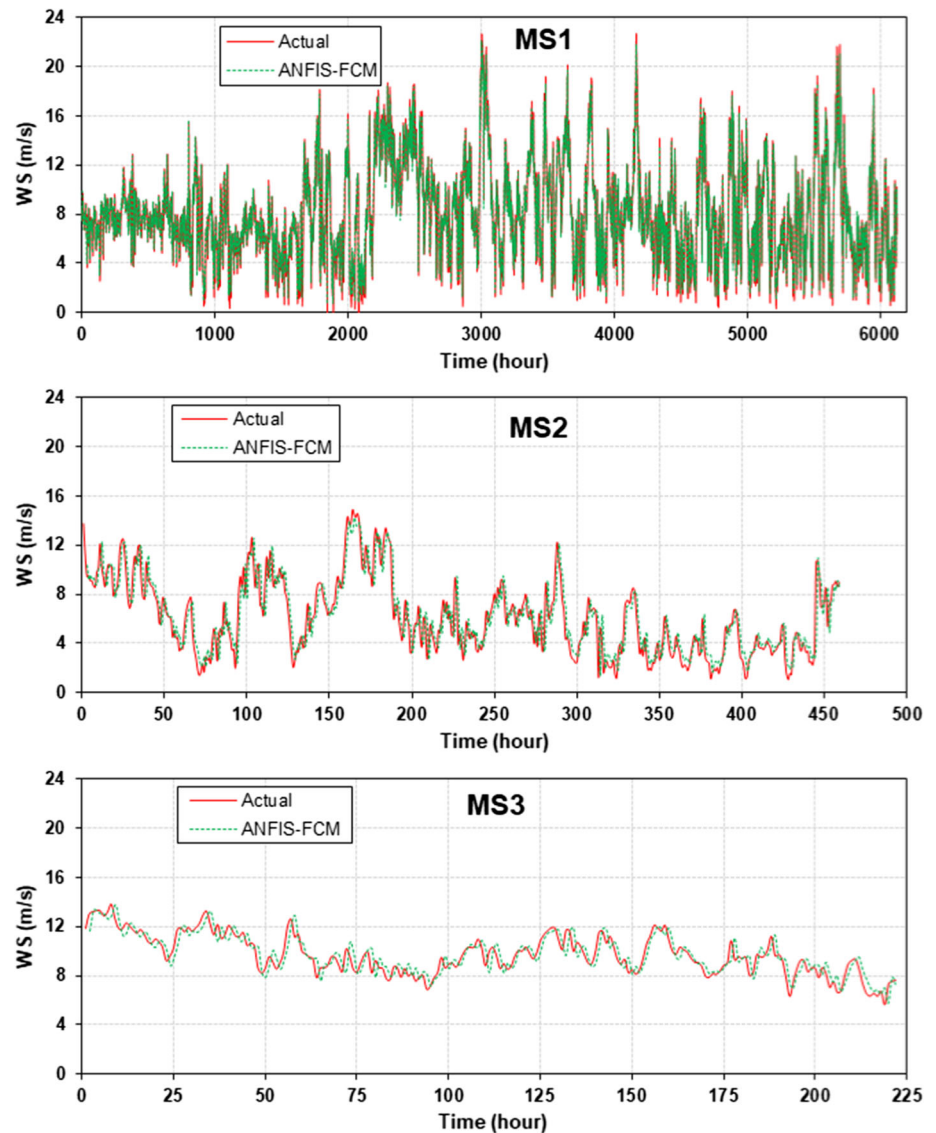 24
20
16
12
8
4
0
WS (m/s)
Actual
ANFIS-FCM
MS1
0 1000 2000 3000 4000 5000 6000
Time (hour)
24
20
16
12
8
4
0
WS (m/s)
Actual
ANFIS-FCM
MS2
0 50 100 150 200 250 300 350 400 450 500
Time (hour)
24
20
16
12
8
4
0
WS (m/s)
Actual
ANFIS-FCM
MS3
0 25 50 75 100 125 150 175 200 225
Time (hour)